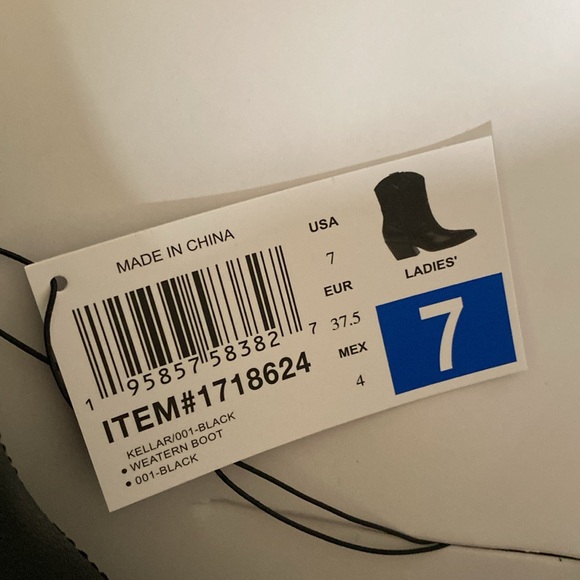 MADE IN CHINA
1 95857 58382 7
ITEM#1718624
KELLAR/001-BLACK
• WEATERN BOOT
• 001-BLACK
USA
7
EUR
37.5
MEX
4
LADIES'
7